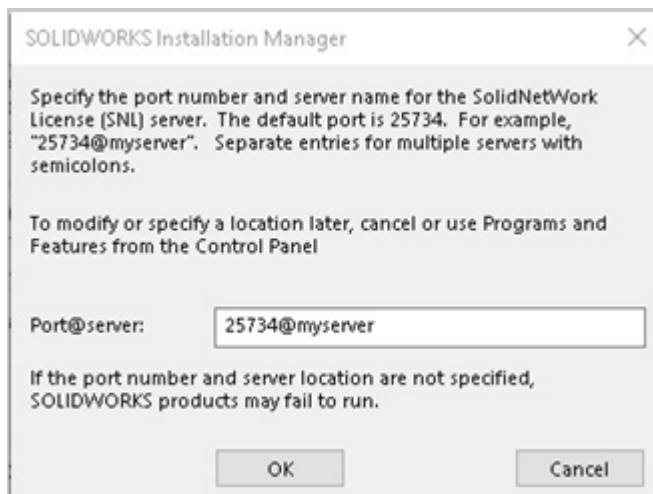 SOLIDWORKS Installation Manager
Specify the port number and server name for the SolidNetWork
License (SNL) server. The default port is 25734. For example,
"25734@myserver". Separate entries for multiple servers with
semicolons.
To modify or specify a location later, cancel or use Programs and
Features from the Control Panel
Port@server: 25734@myserver
If the port number and server location are not specified,
SOLIDWORKS products may fail to run.
OK Cancel